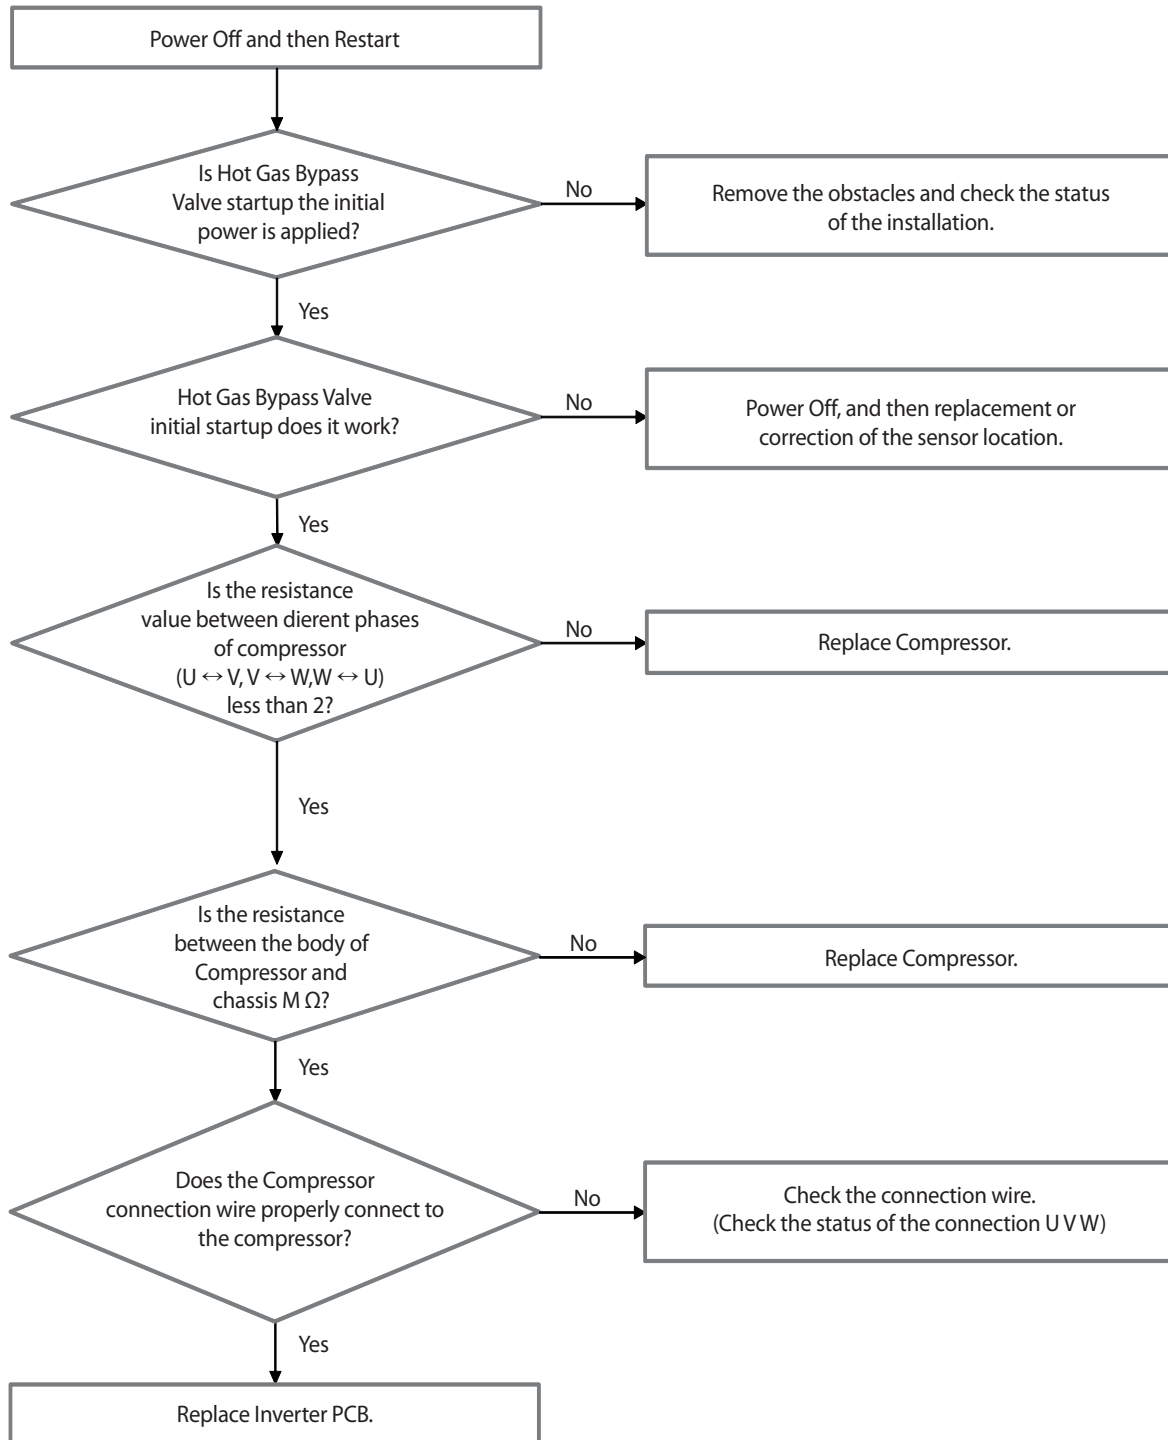 Power Off and then Restart
Is Hot Gas Bypass
Valve startup the initial
power is applied?
No
Remove the obstacles and check the status
of the installation.
Yes
Hot Gas Bypass Valve
initial startup does it work?
No
Power Off, and then replacement or
correction of the sensor location.
Yes
Is the resistance
value between dierent phases
of compressor
(U ↔ V, V ↔ W,W ↔ U)
less than 2?
No
Replace Compressor.
Yes
Is the resistance
between the body of
Compressor and
chassis M Ω?
No
Replace Compressor.
Yes
Does the Compressor
connection wire properly connect to
the compressor?
No
Check the connection wire.
(Check the status of the connection U V W)
Yes
Replace Inverter PCB.